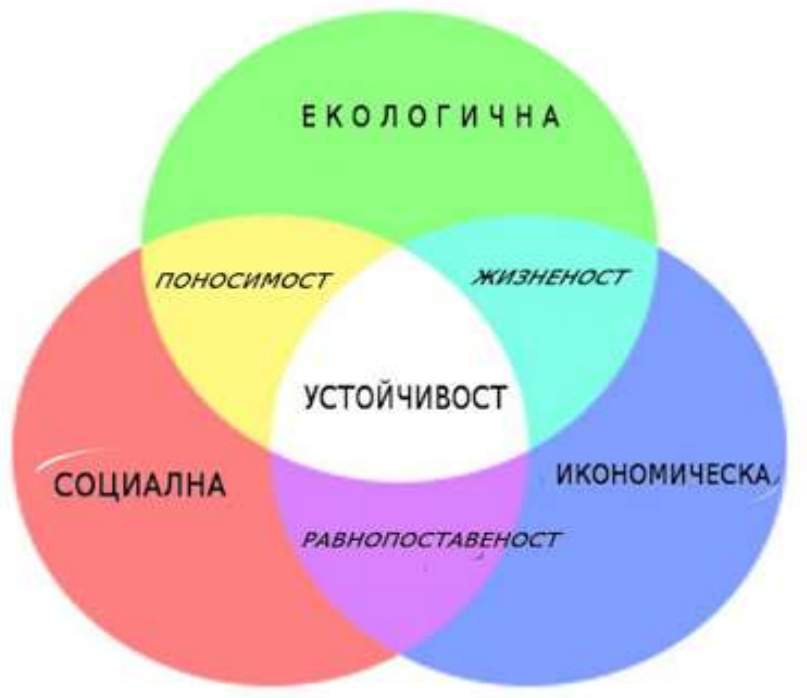 ЕКОЛОГИЧНА
ПОНОСИМОСТ
ЖИЗНЕНОСТ
УСТОЙЧИВОСТ
СОЦИАЛНА
ИКОНОМИЧЕСКА
РАВНОПОСТАВЕНОСТ